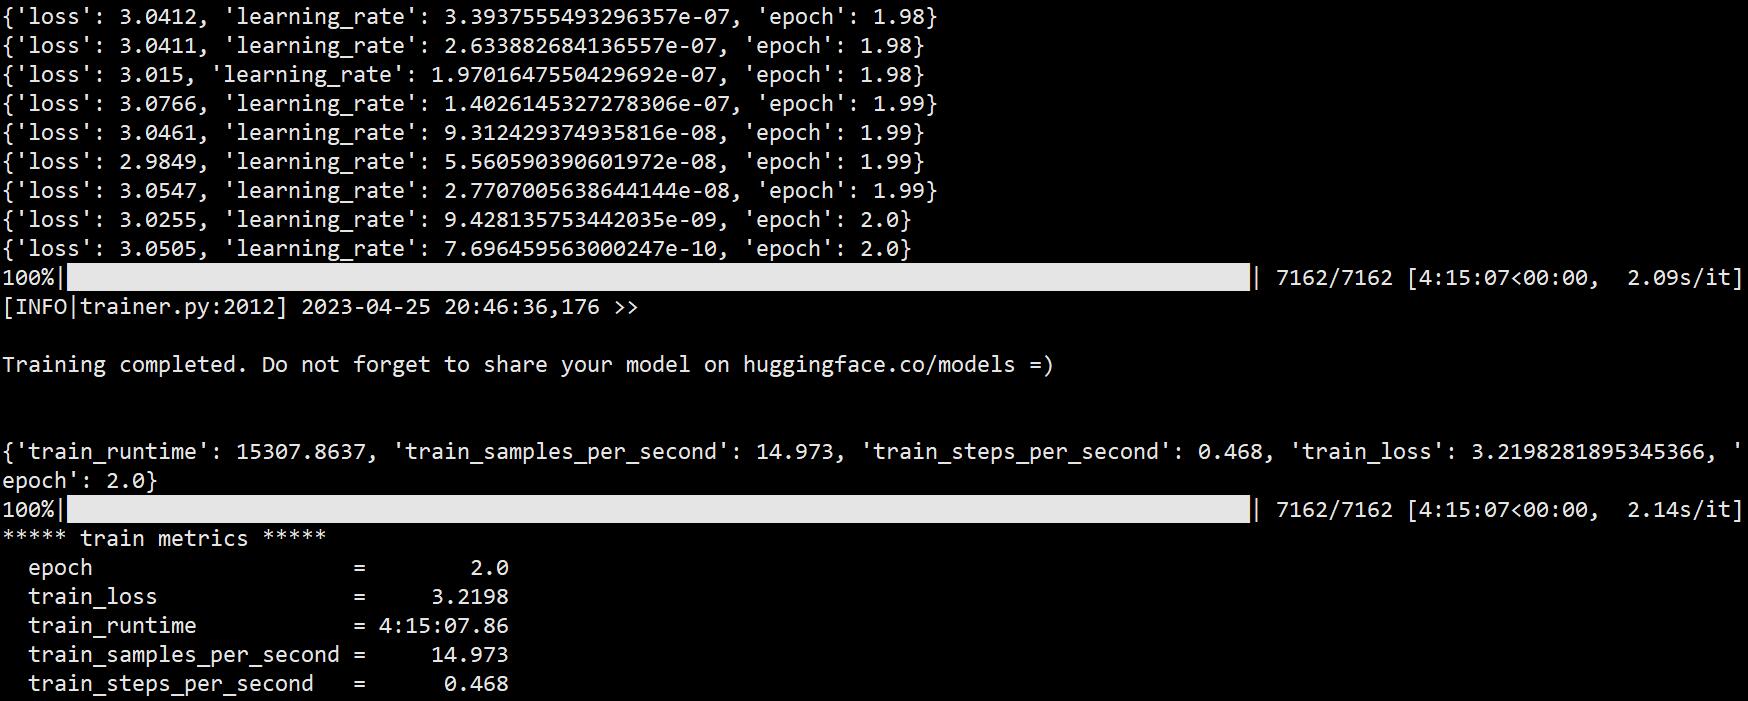 {'loss': 3.0412, 'learning_rate': 3.3937555493296357e-07, 'epoch': 1.98}
{'loss': 3.0411, 'learning_rate': 2.633882684136557e-07, 'epoch': 1.98}
{'loss': 3.015, 'learning_rate': 1.9701647550429692e-07, 'epoch': 1.98}
{'loss': 3.0766, 'learning_rate': 1.4026145327278306e-07, 'epoch': 1.99}
{'loss': 3.0461, 'learning_rate': 9.312429374935816e-08, 'epoch': 1.99}
{'loss': 2.9849, 'learning_rate': 5.560590390601972e-08, 'epoch': 1.99}
{'loss': 3.0547, 'learning_rate': 2.7707005638644144e-08, 'epoch': 1.99}
{'loss': 3.0255, 'learning_rate': 9.428135753442035e-09, 'epoch': 2.0}
{'loss': 3.0505, 'learning_rate': 7.696459563000247e-10, 'epoch': 2.0}
100%|| 7162/7162 [4:15:07<00:00,  2.09s/it]
[INFO|trainer.py:2012] 2023-04-25 20:46:36,176 >>
Training completed. Do not forget to share your model on huggingface.co/models =)
{'train_runtime': 15307.8637, 'train_samples_per_second': 14.973, 'train_steps_per_second': 0.468, 'train_loss': 3.2198281895345366, '
epoch': 2.0}
100%|| 7162/7162 [4:15:07<00:00,  2.14s/it]
***** train metrics *****
  epoch                    =        2.0
  train_loss               =     3.2198
  train_runtime            = 4:15:07.86
  train_samples_per_second =     14.973
  train_steps_per_second   =      0.468